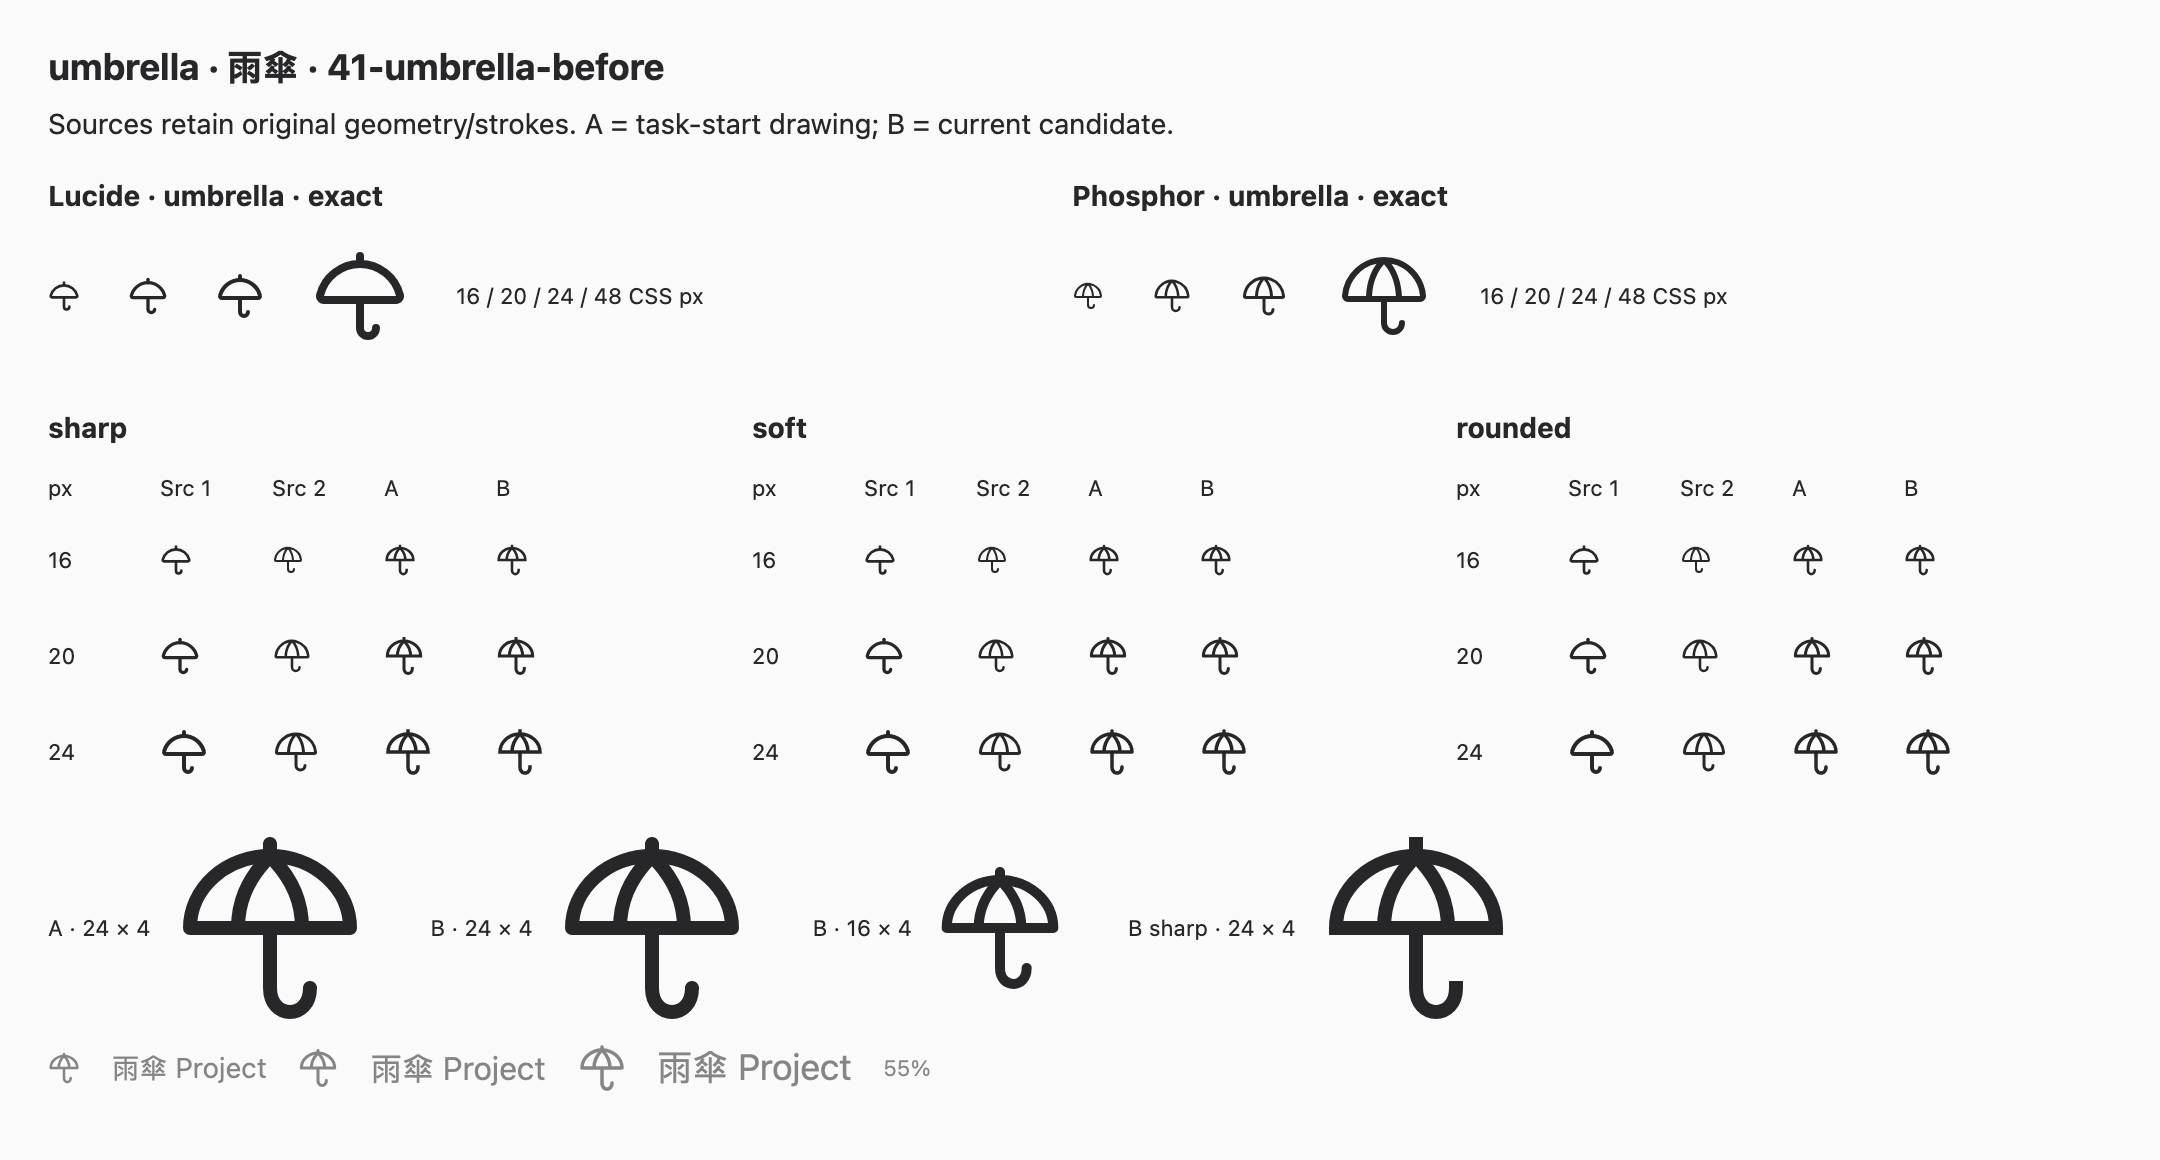 umbrella · 雨傘 · 41-umbrella-before
Sources retain original geometry/strokes. A = task-start drawing; B = current candidate.
Lucide · umbrella · exact
16 / 20 / 24 / 48 CSS px
Phosphor · umbrella · exact
16 / 20 / 24 / 48 CSS px
sharp
px Src 1 Src 2 A B
16
20
24
soft
px Src 1 Src 2 A B
16
20
24
rounded
px Src 1 Src 2 A B
16
20
24
A · 24 × 4
B · 24 × 4
B · 16 × 4
B sharp · 24 × 4
雨傘 Project 雨傘 Project 雨傘 Project 55%